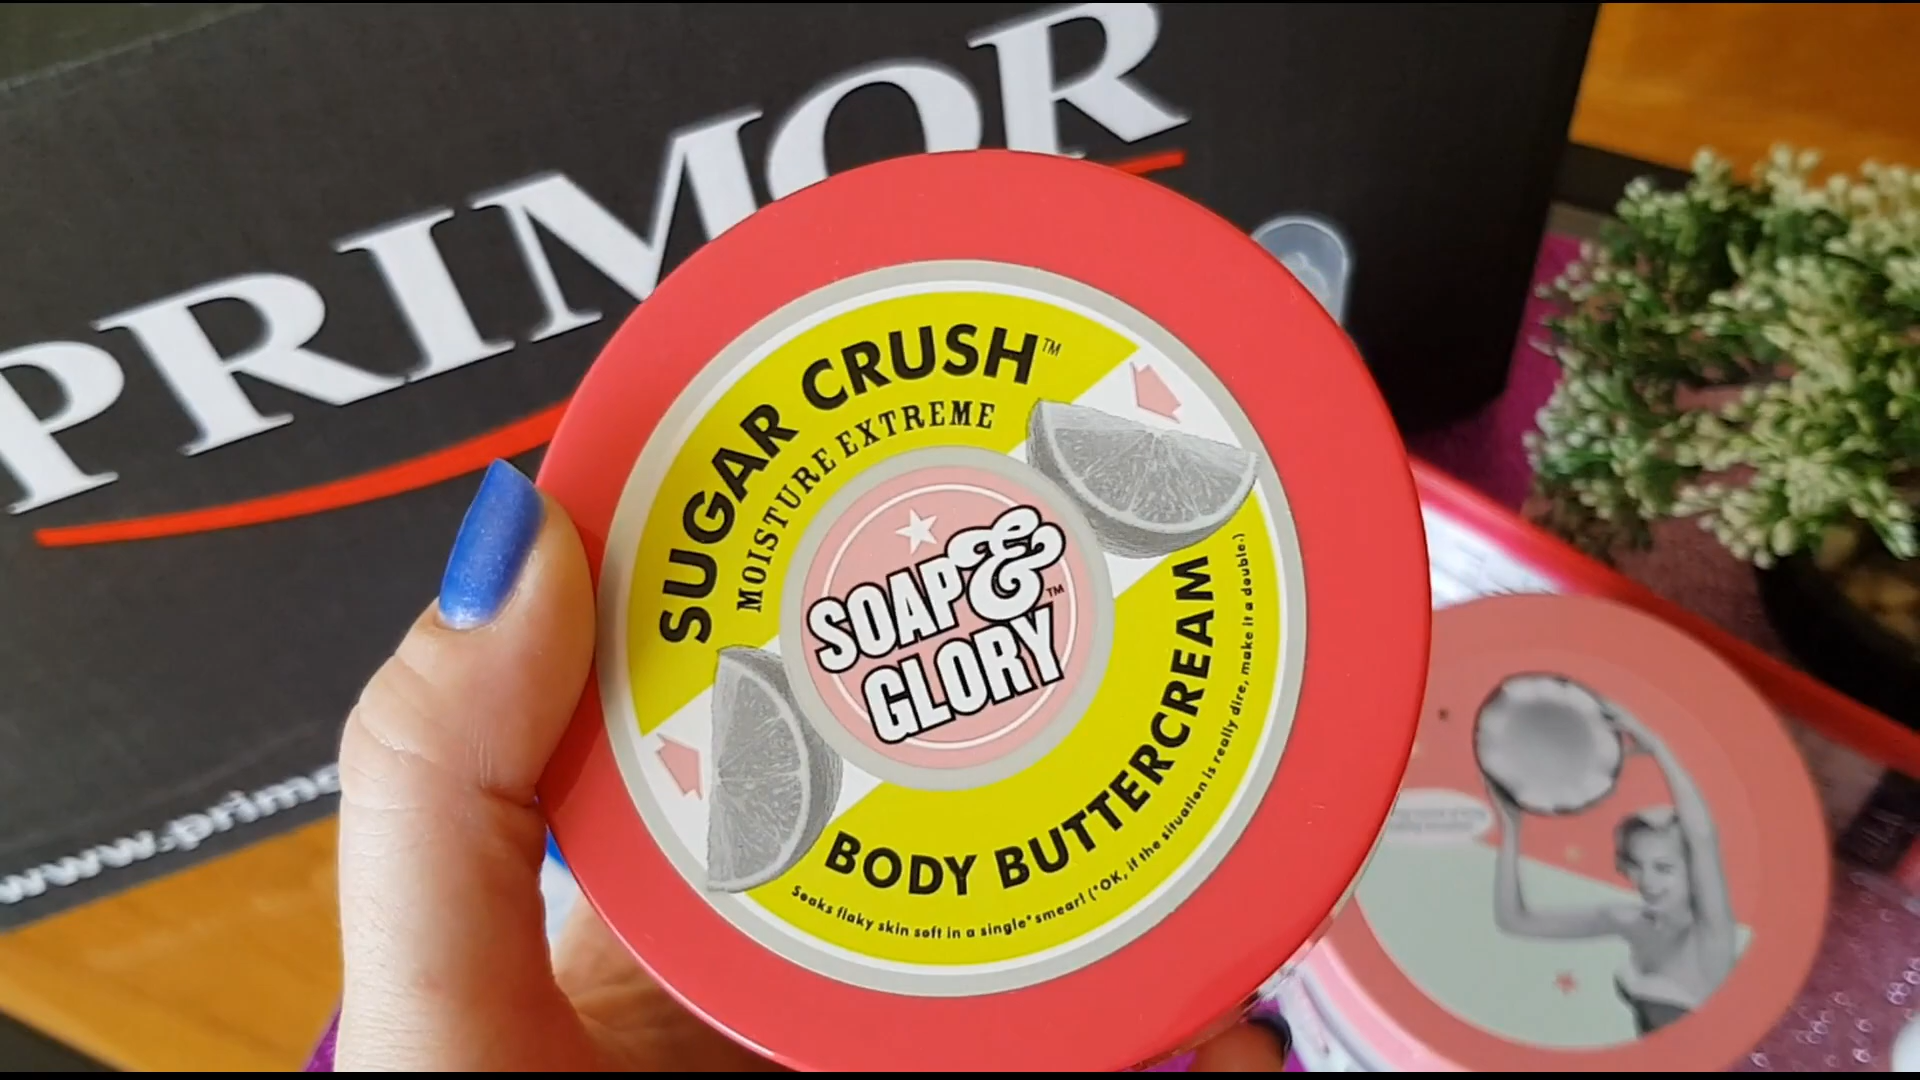 PRIMOR
www.primo
SUGAR CRUSH™
MOISTURE EXTREME
SOAP &
GLORY™
BODY BUTTERCREAM
Soaks flaky skin soft in a single* smear! (*OK, if the situation is really dire, make it a double.)